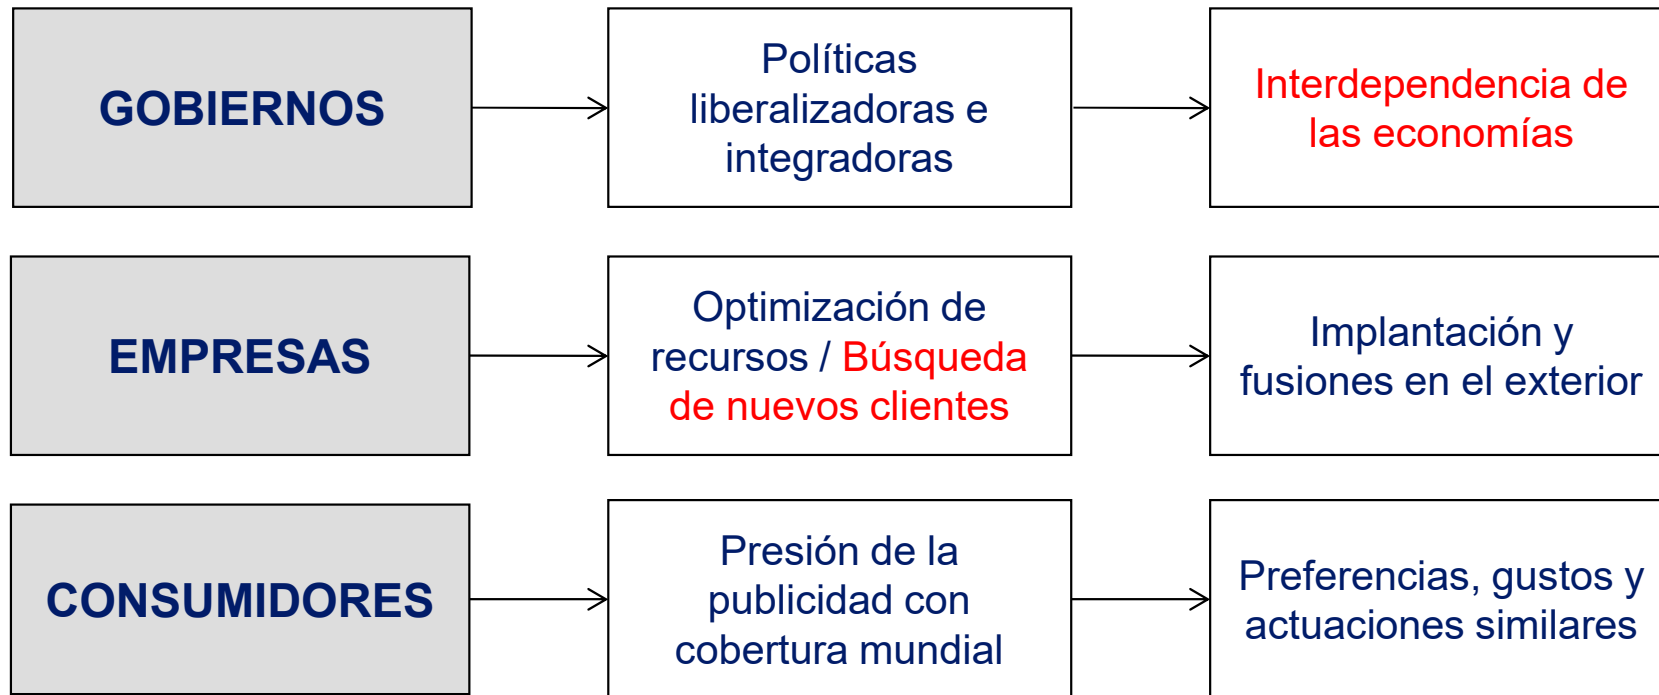 GOBIERNOS
Políticas
liberalizadoras e
integradoras
Interdependencia de
las economías
EMPRESAS
Optimización de
recursos / Búsqueda
de nuevos clientes
Implantación y
fusiones en el exterior
CONSUMIDORES
Presión de la
publicidad con
cobertura mundial
Preferencias, gustos y
actuaciones similares